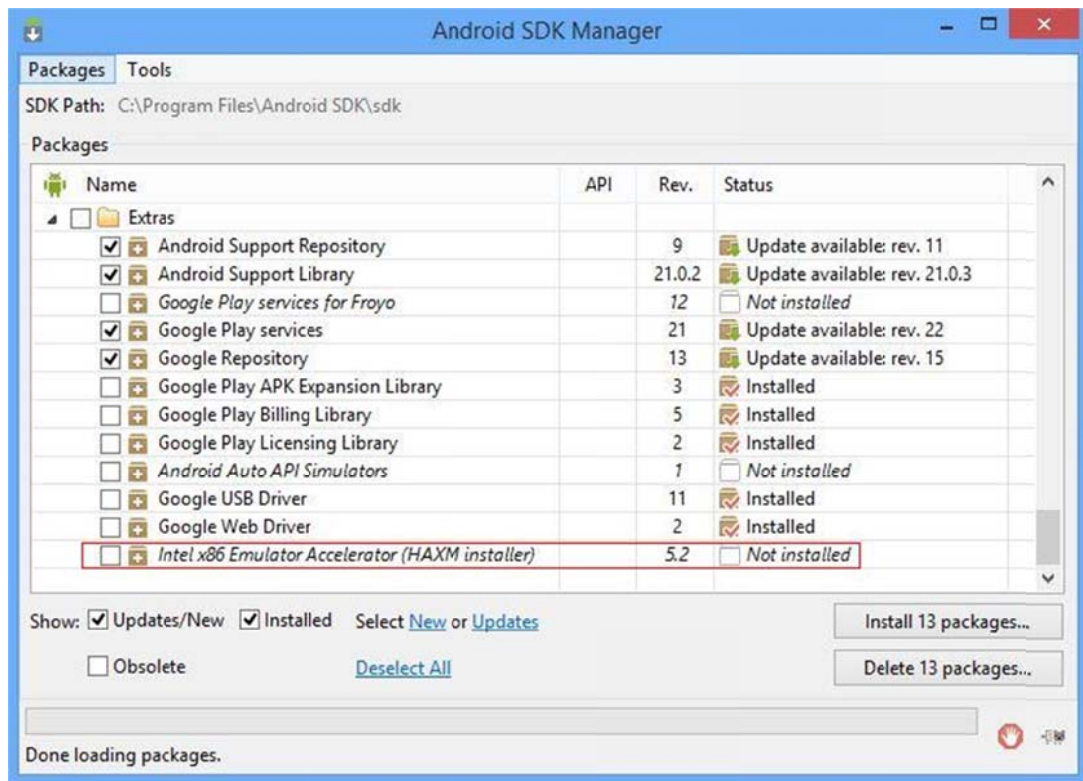 Android SDK Manager
Packages Tools
SDK Path: C:\Program Files\Android SDK\sdk
Packages
Name API Rev. Status
Extras
Android Support Repository 9 Update available: rev. 11
Android Support Library 21.0.2 Update available: rev. 21.0.3
Google Play services for Froyo 12 Not installed
Google Play services 21 Update available: rev. 22
Google Repository 13 Update available: rev. 15
Google Play APK Expansion Library 3 Installed
Google Play Billing Library 5 Installed
Google Play Licensing Library 2 Installed
Android Auto API Simulators 1 Not installed
Google USB Driver 11 Installed
Google Web Driver 2 Installed
Intel x86 Emulator Accelerator (HAXM installer) 5.2 Not installed
Show: Updates/New Installed Select New or Updates Install 13 packages...
Obsolete Deselect All Delete 13 packages...
Done loading packages.